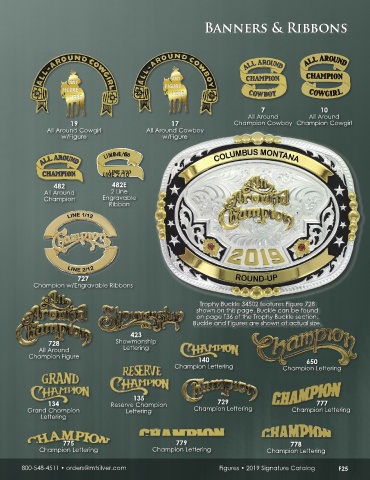 BANNERS & RIBBONS
ALL-AROUND COWGIRL
ALL-AROUND COWBOY
ALL AROUND
CHAMPION
COWBOY
ALL AROUND
CHAMPION
COWGIRL
19
All Around Cowgirl
w/Figure
17
All Around Cowboy
w/Figure
7
All Around
Champion Cowboy
10
All Around
Champion Cowgirl
ALL AROUND
CHAMPION
482
All Around
Champion
482E
2 Line
Engravable
Ribbon
COLUMBUS MONTANA
All
Around
Champion
2019
ROUND-UP
LINE 1/12
Champion
LINE 2/12
727
Champion w/Engravable Ribbons
Trophy Buckle 34502 features Figure 728
shown on this page. Buckle can be found
on page T36 of the Trophy Buckle section.
Buckle and Figures are shown at actual size.
All
Around
Champion
728
All Around
Champion Figure
Showmanship
423
Showmanship
Lettering
CHAMPION
140
Champion Lettering
Champion
650
Champion Lettering
GRAND
CHAMPION
134
Grand Champion
Lettering
RESERVE
CHAMPION
135
Reserve Champion
Lettering
Champion
729
Champion Lettering
CHAMPION
777
Champion Lettering
CHAMPION
775
Champion Lettering
CHAMPION
779
Champion Lettering
CHAMPION
778
Champion Lettering
800-548-4511 • orders@mtsilver.com
Figures • 2019 Signature Catalog
F25